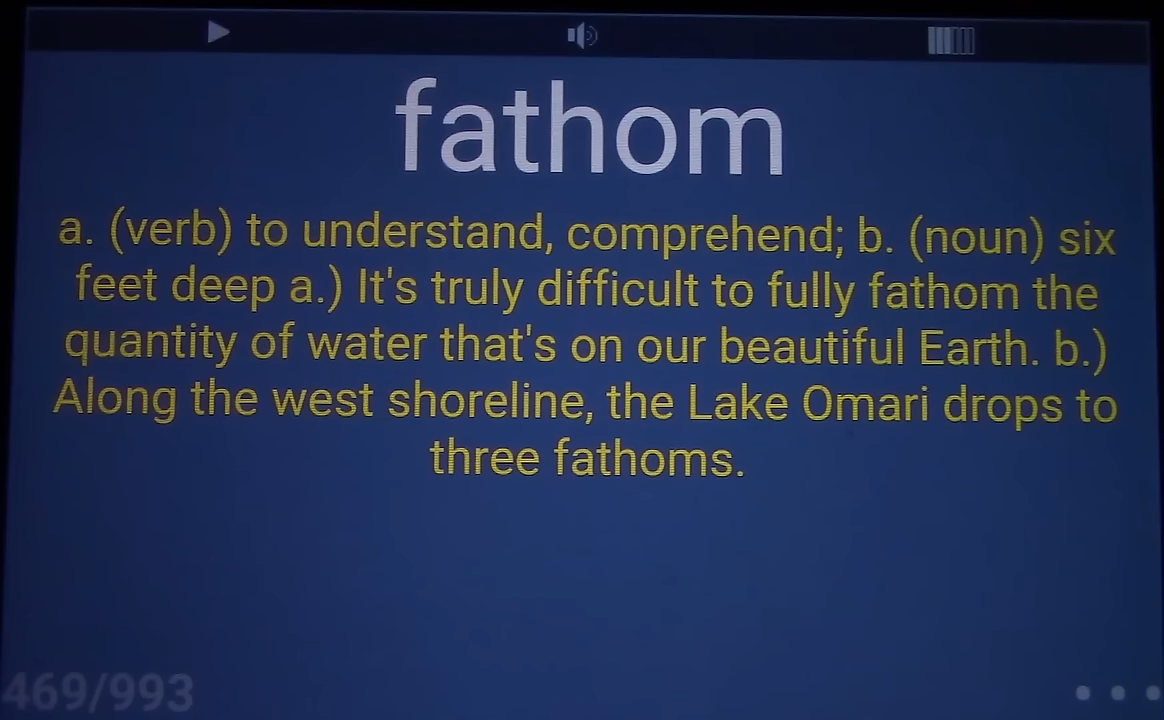 fathom
a. (verb) to understand, comprehend; b. (noun) six
feet deep a.) It's truly difficult to fully fathom the
quantity of water that's on our beautiful Earth. b.)
Along the west shoreline, the Lake Omari drops to
three fathoms.
469/993